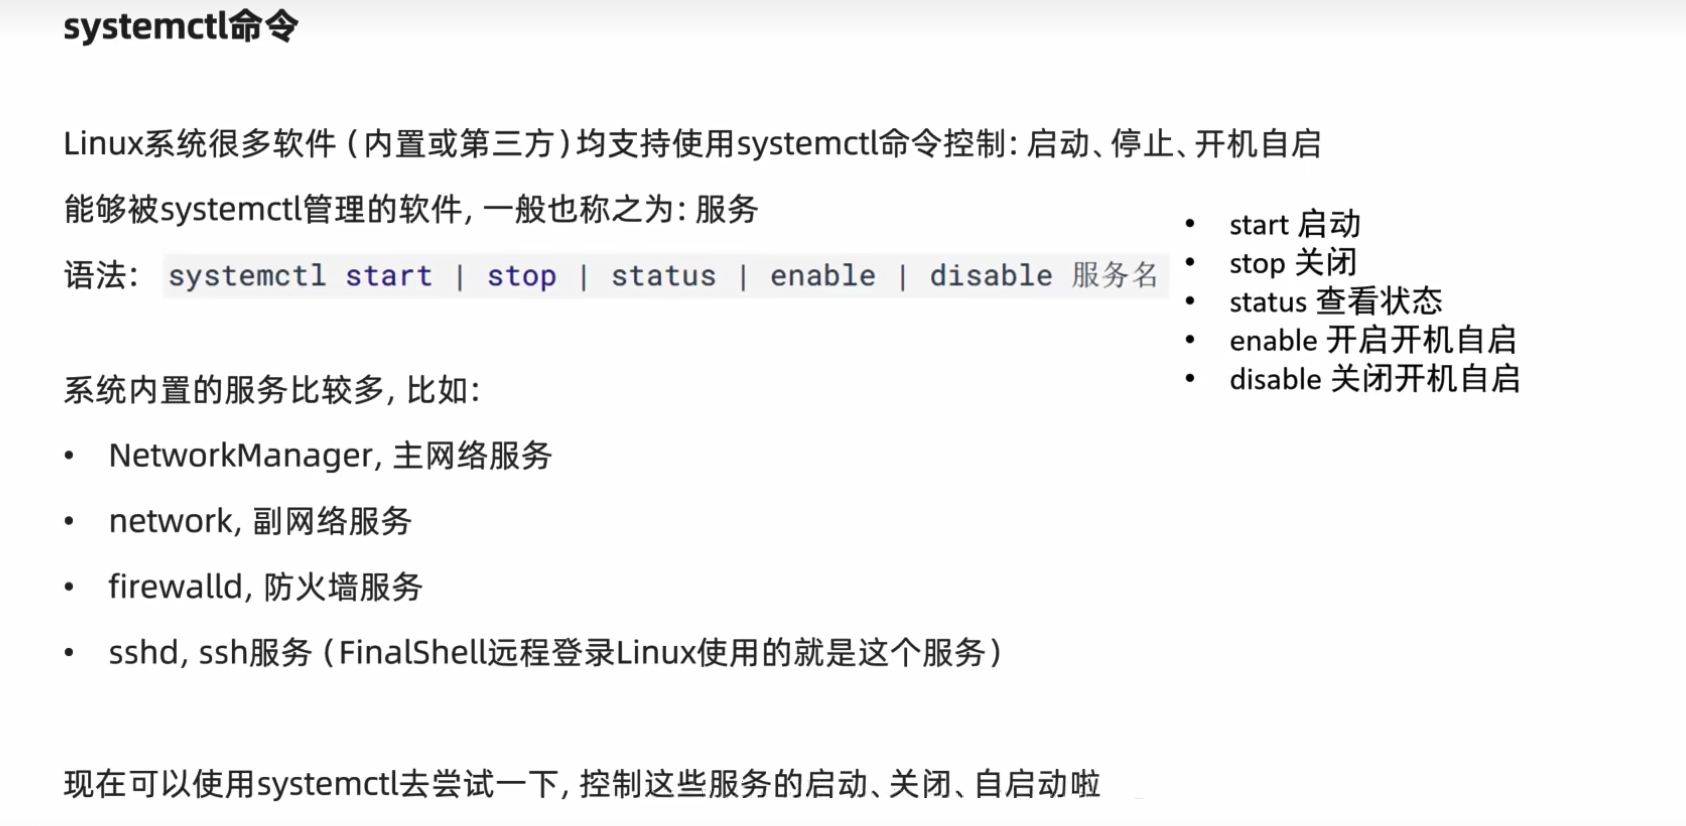 systemctl命令
Linux系统很多软件（内置或第三方）均支持使用systemctl命令控制：启动、停止、开机自启
能够被systemctl管理的软件，一般也称之为：服务
语法： systemctl start | stop | status | enable | disable 服务名
• start 启动
• stop 关闭
• status 查看状态
• enable 开启开机自启
• disable 关闭开机自启
系统内置的服务比较多，比如：
• NetworkManager, 主网络服务
• network, 副网络服务
• firewalld, 防火墙服务
• sshd, ssh服务（FinalShell远程登录Linux使用的就是这个服务）
现在可以使用systemctl去尝试一下，控制这些服务的启动、关闭、自启动啦